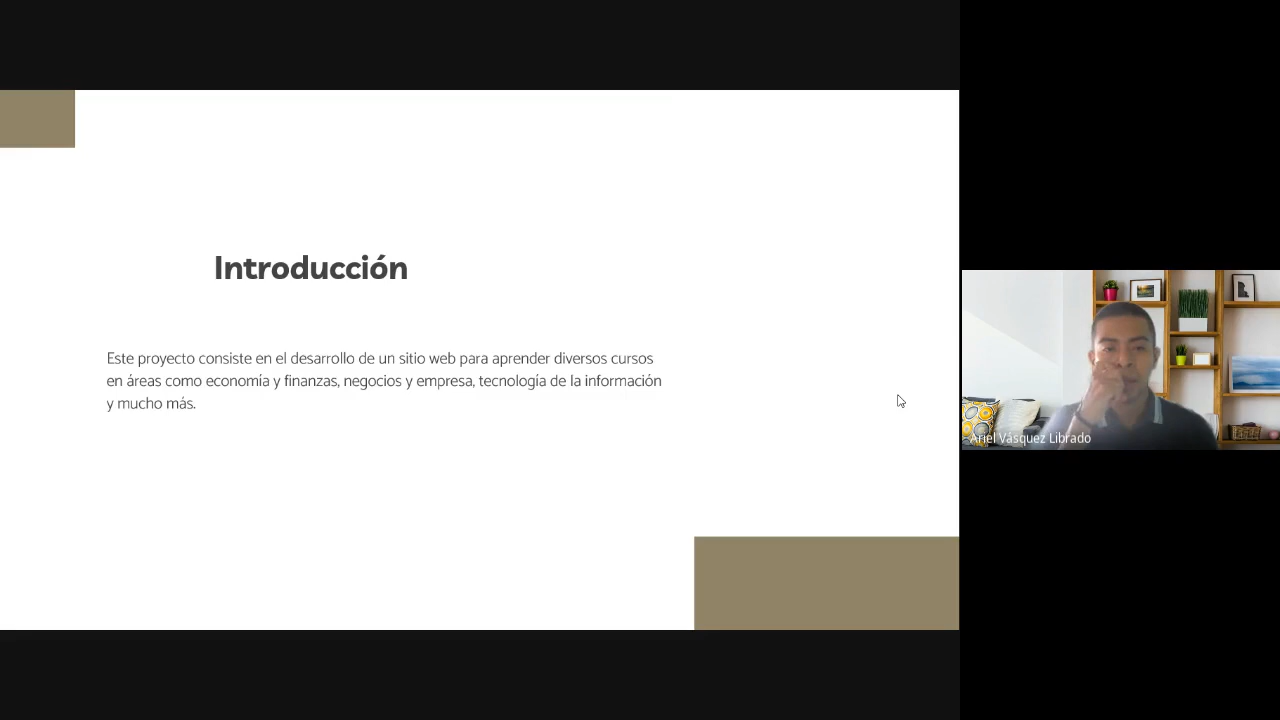 Introducción
Este proyecto consiste en el desarrollo de un sitio web para aprender diversos cursos
en áreas como economía y finanzas, negocios y empresa, tecnología de la información
y mucho más.
Ariel Vásquez Librado